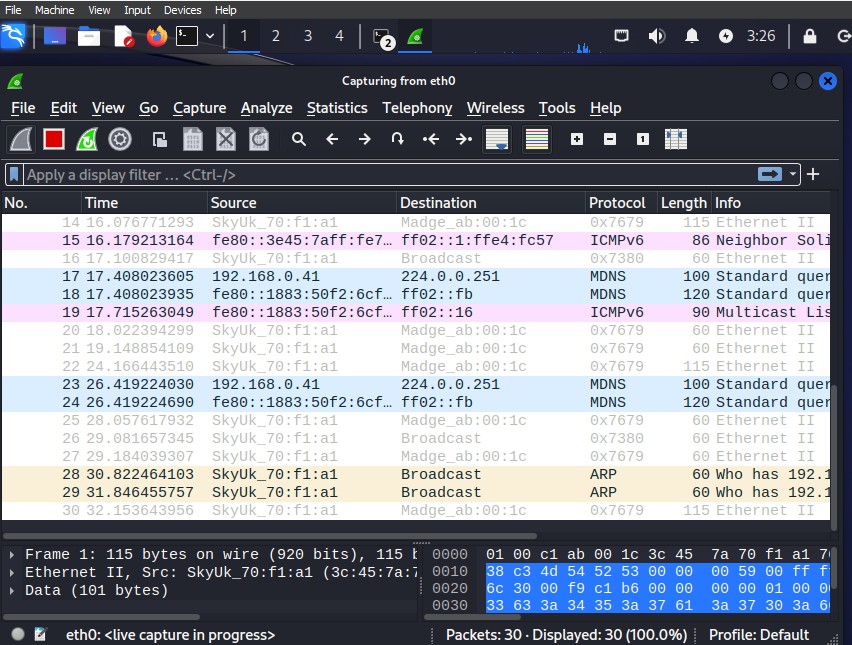 File Machine View Input Devices Help
1 2 3 4 2 3:26
Capturing from eth0
File Edit View Go Capture Analyze Statistics Telephony Wireless Tools Help
Apply a display filter ... <Ctrl-/>
No. Time Source Destination Protocol Length Info
14 16.076771293 SkyUk_70:f1:a1 Madge_ab:00:1c 0x7679 115 Ethernet II
15 16.179213164 fe80::3e45:7aff:fe7… ff02::1:ffe4:fc57 ICMPv6 86 Neighbor Soli
16 17.100829417 SkyUk_70:f1:a1 Broadcast 0x7380 60 Ethernet II
17 17.408023605 192.168.0.41 224.0.0.251 MDNS 100 Standard quer
18 17.408023935 fe80::1883:50f2:6cf… ff02::fb MDNS 120 Standard quer
19 17.715263049 fe80::1883:50f2:6cf… ff02::16 ICMPv6 90 Multicast Lis
20 18.022394299 SkyUk_70:f1:a1 Madge_ab:00:1c 0x7679 60 Ethernet II
21 19.148854109 SkyUk_70:f1:a1 Madge_ab:00:1c 0x7679 60 Ethernet II
22 24.166443510 SkyUk_70:f1:a1 Madge_ab:00:1c 0x7679 115 Ethernet II
23 26.419224030 192.168.0.41 224.0.0.251 MDNS 100 Standard quer
24 26.419224690 fe80::1883:50f2:6cf… ff02::fb MDNS 120 Standard quer
25 28.057617932 SkyUk_70:f1:a1 Madge_ab:00:1c 0x7679 60 Ethernet II
26 29.081657345 SkyUk_70:f1:a1 Broadcast 0x7380 60 Ethernet II
27 29.184039307 SkyUk_70:f1:a1 Madge_ab:00:1c 0x7679 60 Ethernet II
28 30.822464103 SkyUk_70:f1:a1 Broadcast ARP 60 Who has 192.1
29 31.846455757 SkyUk_70:f1:a1 Broadcast ARP 60 Who has 192.1
30 32.153643956 SkyUk_70:f1:a1 Madge_ab:00:1c 0x7679 115 Ethernet II
Frame 1: 115 bytes on wire (920 bits), 115 b
Ethernet II, Src: SkyUk_70:f1:a1 (3c:45:7a:7
Data (101 bytes)
0000 01 00 c1 ab 00 1c 3c 45 7a 70 f1 a1 7
0010 38 c3 4d 54 52 53 00 00 00 59 00 ff f
0020 6c 30 00 f9 c1 b6 00 00 00 00 01 00 0
0030 33 63 3a 34 35 3a 37 61 3a 37 30 3a 6
eth0: <live capture in progress> Packets: 30 · Displayed: 30 (100.0%) Profile: Default